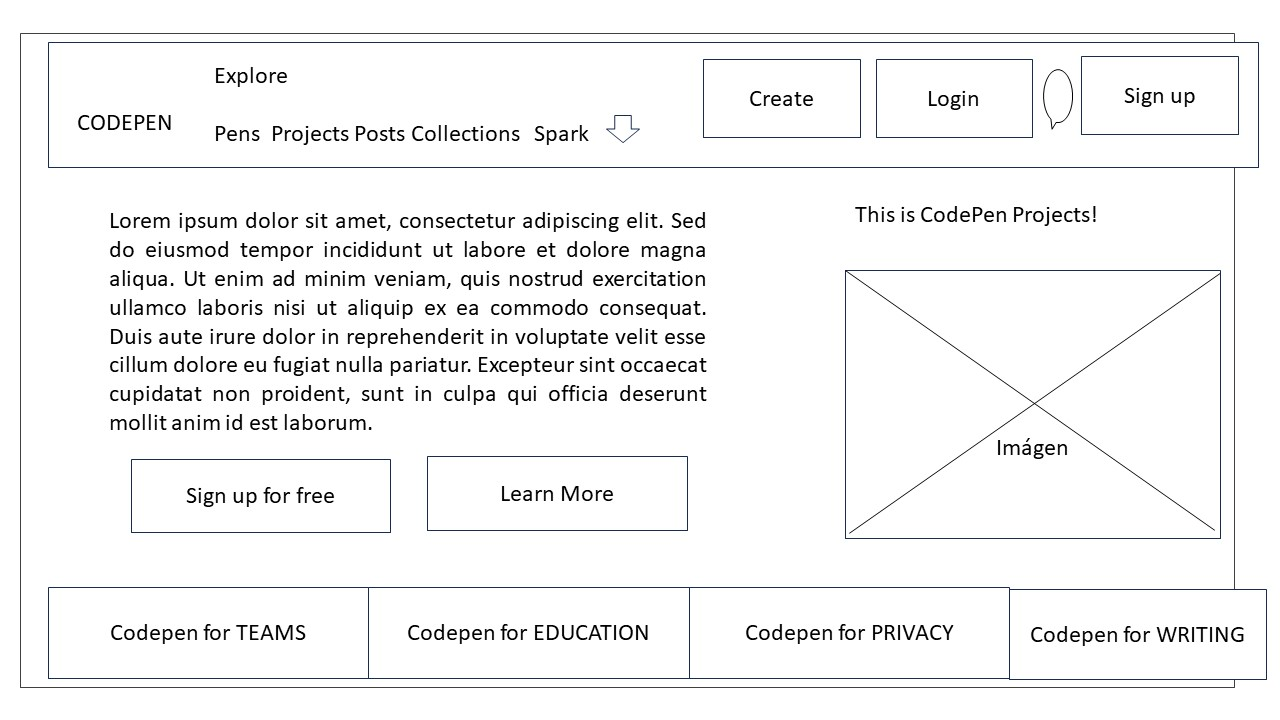 Explore
CODEPEN
Pens Projects Posts Collections Spark
Create
Login
Sign up
Lorem ipsum dolor sit amet, consectetur adipiscing elit. Sed
do eiusmod tempor incididunt ut labore et dolore magna
aliqua. Ut enim ad minim veniam, quis nostrud exercitation
ullamco laboris nisi ut aliquip ex ea commodo consequat.
Duis aute irure dolor in reprehenderit in voluptate velit esse
cillum dolore eu fugiat nulla pariatur. Excepteur sint occaecat
cupidatat non proident, sunt in culpa qui officia deserunt
mollit anim id est laborum.
Sign up for free
Learn More
This is CodePen Projects!
Imágen
Codepen for TEAMS
Codepen for EDUCATION
Codepen for PRIVACY
Codepen for WRITING